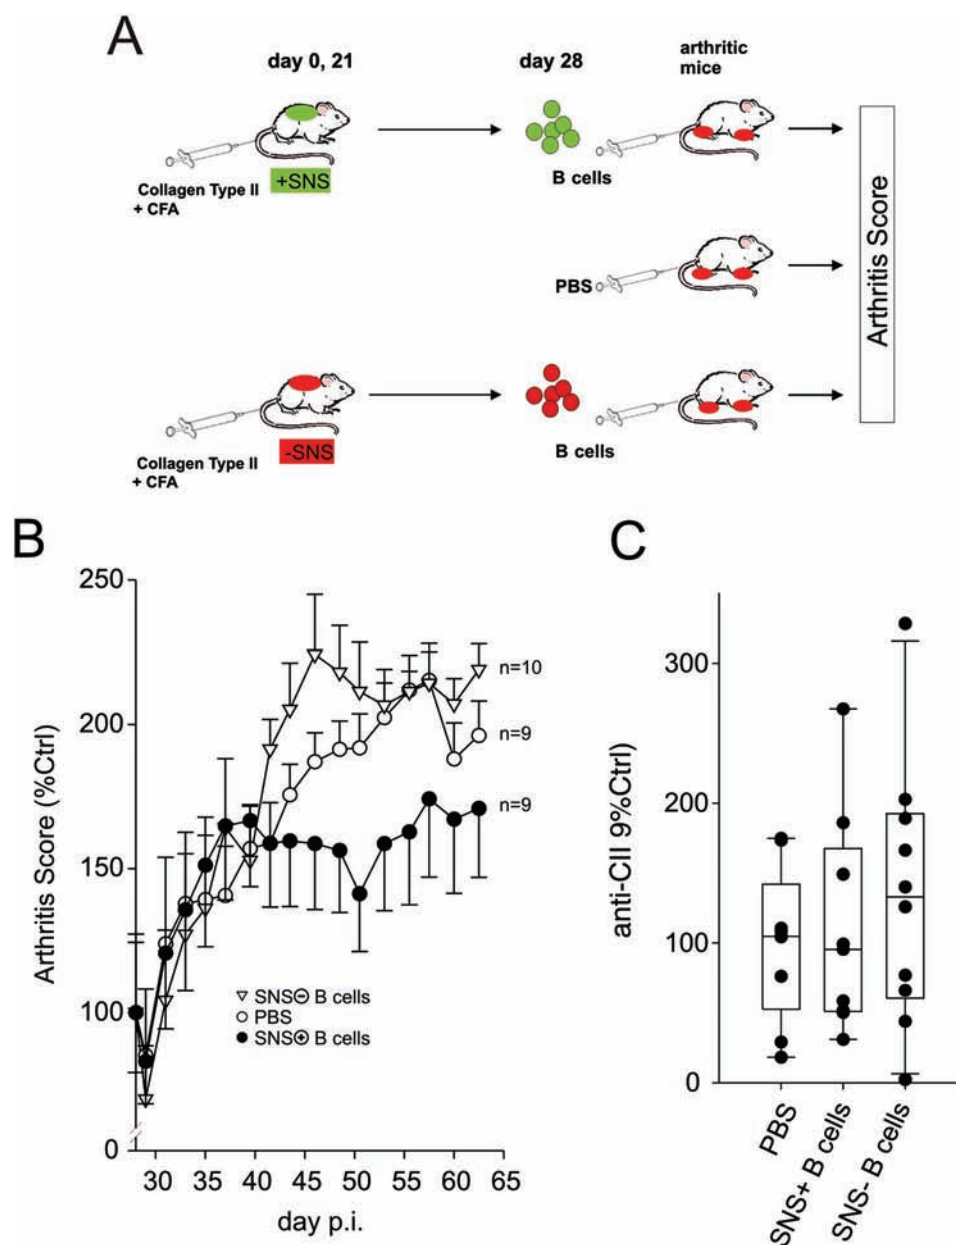 A
day 0, 21
day 28
arthritic
mice
+SNS
Collagen Type II
+ CFA
B cells
PBS
Arthritis Score
-SNS
Collagen Type II
+ CFA
B cells
B
C
250
200
150
100
0
Arthritis Score (%Ctrl)
n=10
n=9
n=9
SNS⊖ B cells
PBS
SNS⊕ B cells
30 35 40 45 50 55 60 65
day p.i.
300
200
100
0
anti-CII 9%Ctrl)
PBS
SNS+ B cells
SNS- B cells